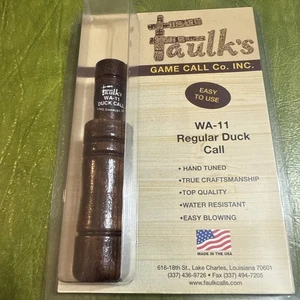 Faulk's
GAME CALL Co. INC.
EASY
TO USE
WA-11
Regular Duck
Call
• HAND TUNED
• TRUE CRAFTSMANSHIP
• TOP QUALITY
• WATER RESISTANT
• EASY BLOWING
MADE IN THE USA
616-18th St., Lake Charles, Louisiana 70601
(337) 436-9726 • Fax (337) 494-7205
www.faulkcalls.com
Faulk's
WA-11
DUCK CALL